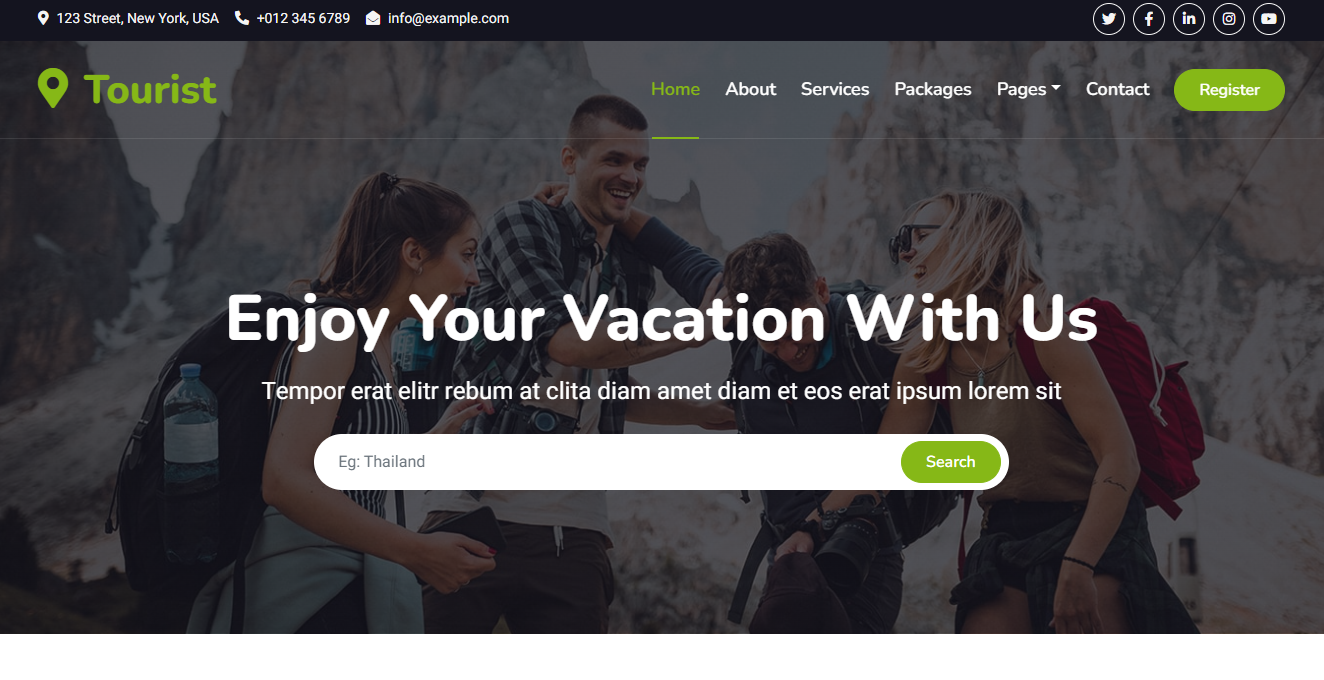 123 Street, New York, USA +012 345 6789 info@example.com
Tourist
Home About Services Packages Pages Contact Register
Enjoy Your Vacation With Us
Tempor erat elitr rebum at clita diam amet diam et eos erat ipsum lorem sit
Eg: Thailand Search